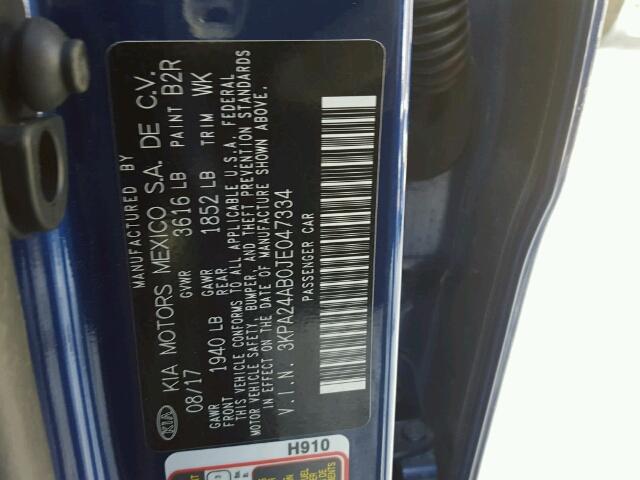 MANUFACTURED BY
KIA KIA MOTORS MEXICO S.A. DE C.V.
08/17 GVWR 3616 LB PAINT B2R
GAWR FRONT 1940 LB GAWR REAR 1852 LB TRIM WK
THIS VEHICLE CONFORMS TO ALL APPLICABLE U.S.A. FEDERAL
MOTOR VEHICLE SAFETY, BUMPER, AND THEFT PREVENTION STANDARDS
IN EFFECT ON THE DATE OF MANUFACTURE SHOWN ABOVE.
V.I.N. 3KPA24AB0JE047334
PASSENGER CAR
H910